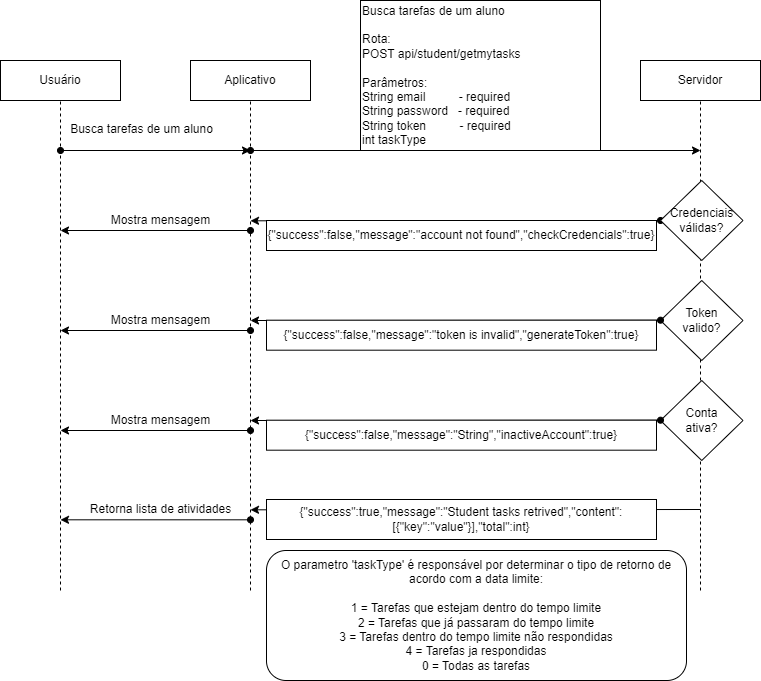 Busca tarefas de um aluno
Rota:
POST api/student/getmytasks
Parâmetros:
String email - required
String password - required
String token - required
int taskType
Usuário
Aplicativo
Servidor
Busca tarefas de um aluno
Credenciais
válidas?
Mostra mensagem
{"success":false,"message":"account not found","checkCredencials":true}
Token
valido?
Mostra mensagem
{"success":false,"message":"token is invalid","generateToken":true}
Conta
ativa?
Mostra mensagem
{"success":false,"message":"String","inactiveAccount":true}
Retorna lista de atividades
{"success":true,"message":"Student tasks retrived","content":
[{"key":"value"}],"total":int}
O parametro 'taskType' é responsável por determinar o tipo de retorno de
acordo com a data limite:
1 = Tarefas que estejam dentro do tempo limite
2 = Tarefas que já passaram do tempo limite
3 = Tarefas dentro do tempo limite não respondidas
4 = Tarefas ja respondidas
0 = Todas as tarefas